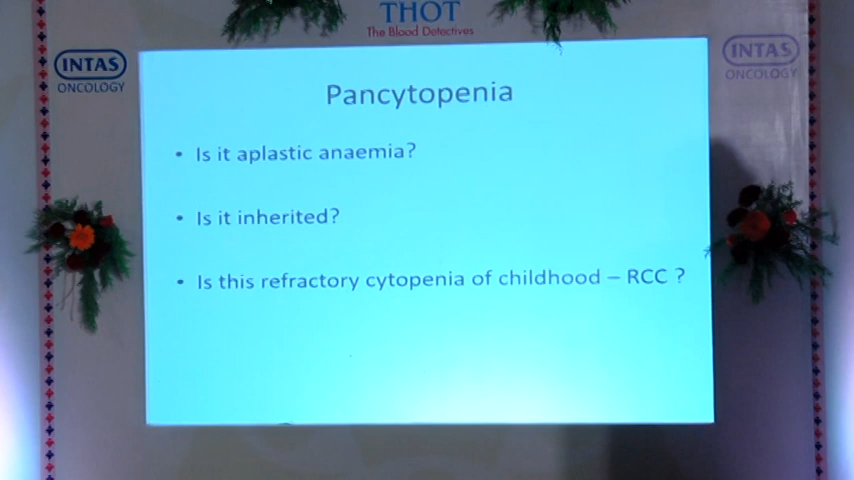 THOT
The Blood Detectives
INTAS
ONCOLOGY
INTAS
ONCOLOGY
Pancytopenia
• Is it aplastic anaemia?
• Is it inherited?
• Is this refractory cytopenia of childhood – RCC ?